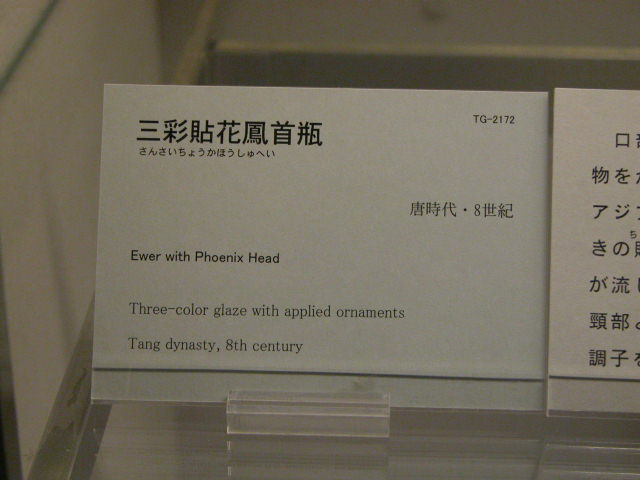 TG-2172
三彩貼花鳳首瓶
さんさいちょうかほうしゅへい
唐時代・8世紀
Ewer with Phoenix Head
Three-color glaze with applied ornaments
Tang dynasty, 8th century
口
物を
アジ
きの
が流
頸部
調子を